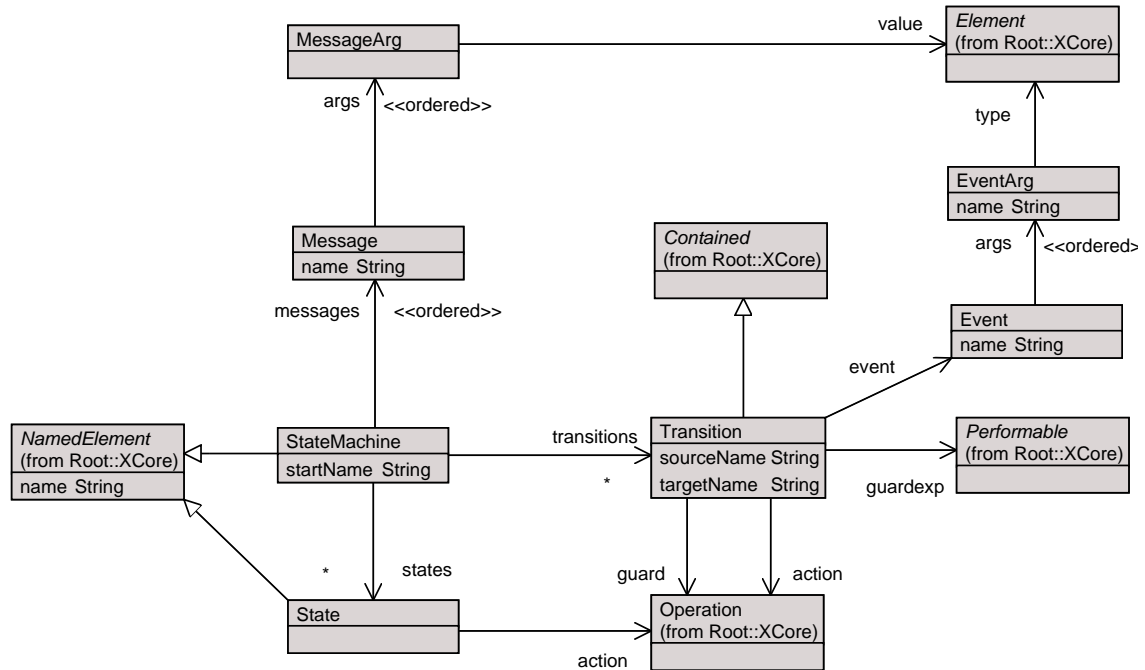 MessageArg
value
Element
(from Root::XCore)
args
<<ordered>>
type
EventArg
name String
Message
name String
Contained
(from Root::XCore)
args
<<ordered>>
messages
<<ordered>>
Event
name String
event
NamedElement
(from Root::XCore)
name String
StateMachine
startName String
transitions
*
Transition
sourceName String
targetName String
Performable
(from Root::XCore)
guardexp
*
states
guard
action
State
action
Operation
(from Root::XCore)